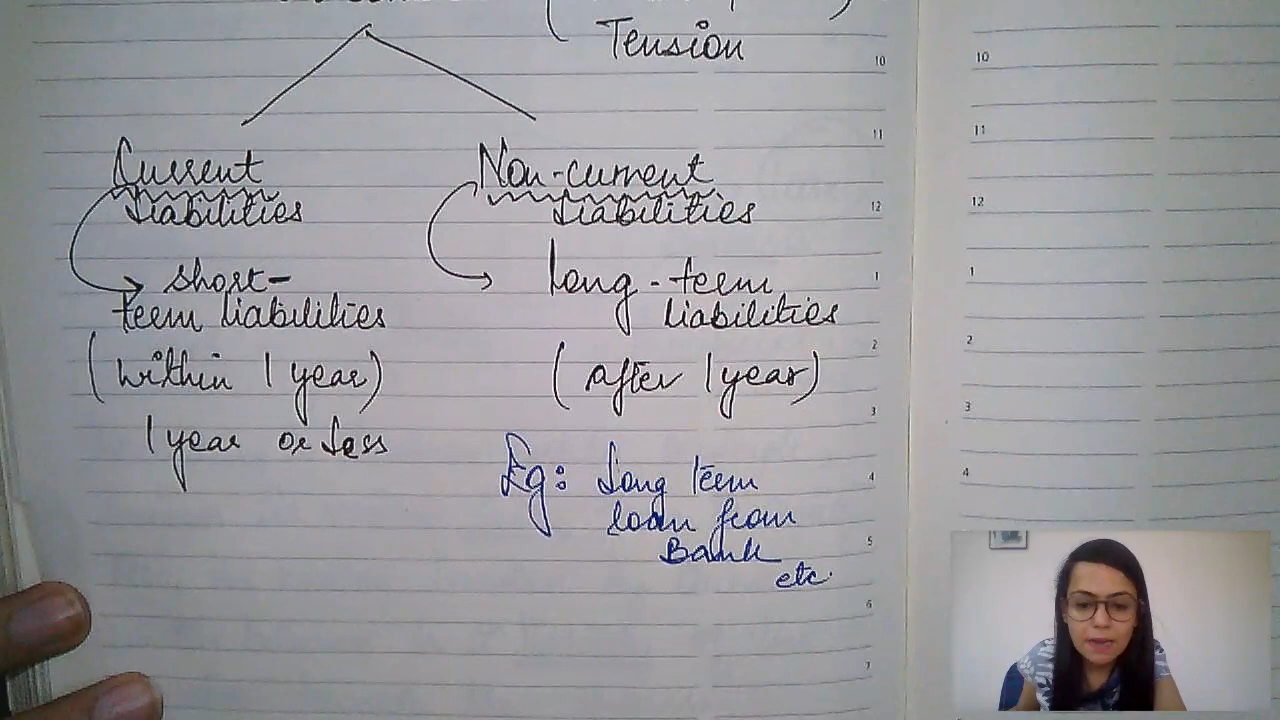 Tension
Current
liabilities
short-
term liabilities
(within 1 year)
1 year or less
Non-current
liabilities
long-term
liabilities
(after 1 year)
Eg: Long term
loan from
Bank
etc.
10
11
12
1
2
3
4
5
6
7
10
11
12
1
2
3
4